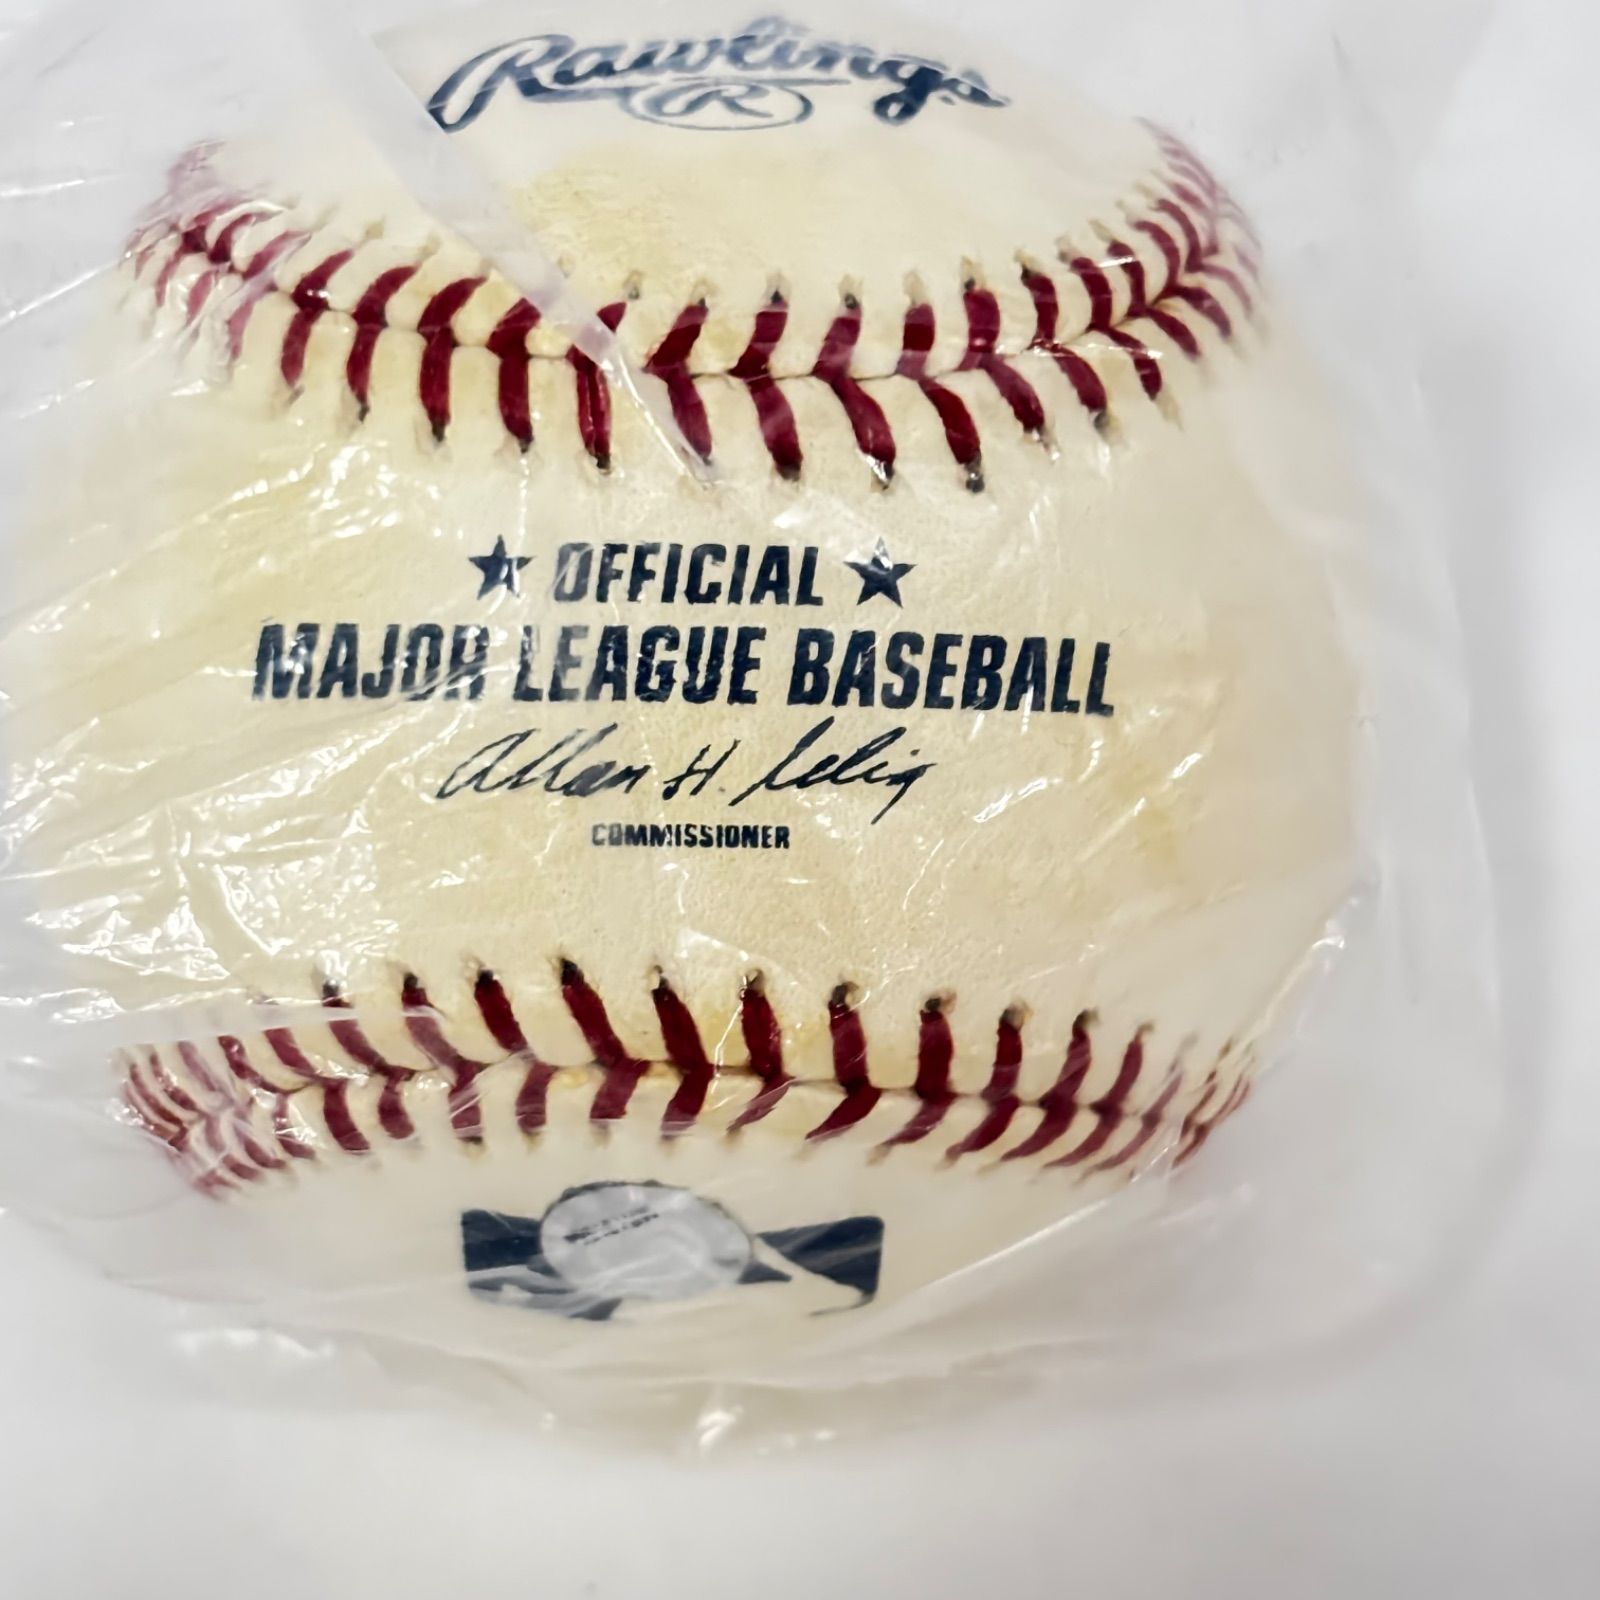 Rawlings
R
★ OFFICIAL ★
MAJOR LEAGUE BASEBALL
Allan H. Selig
COMMISSIONER